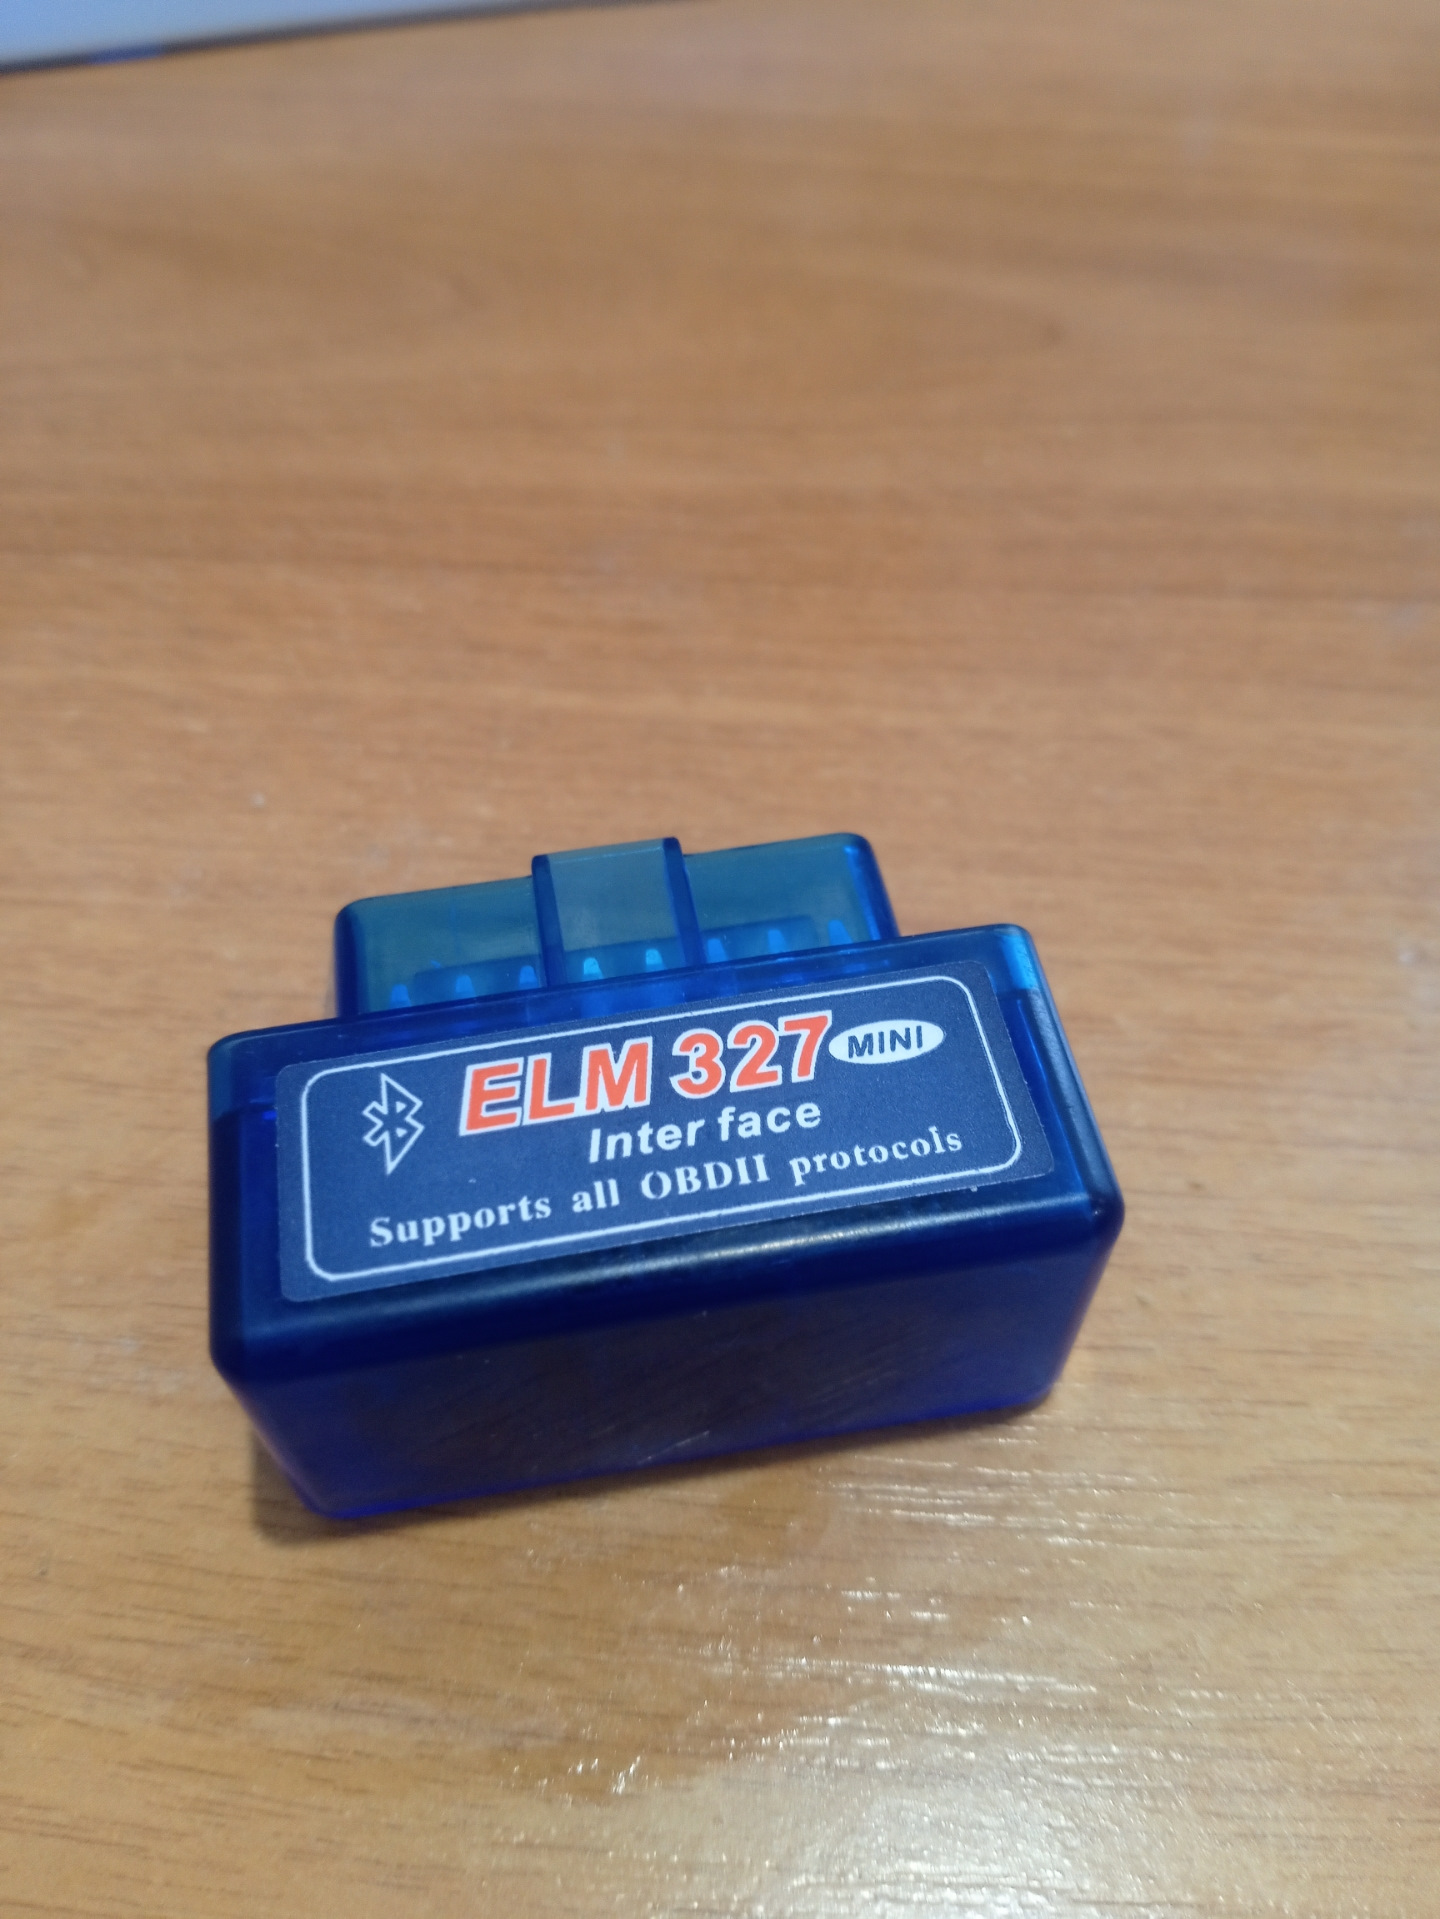 ELM 327 MINI
Inter face
Supports all OBDII protocols